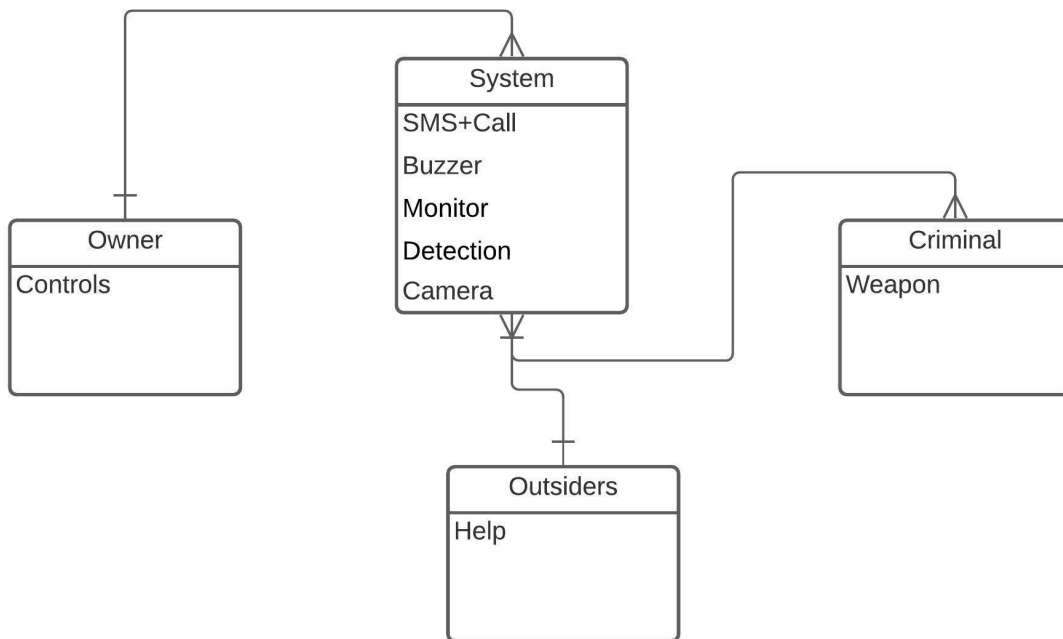 System
SMS+Call
Buzzer
Monitor
Detection
Camera
Owner
Controls
Criminal
Weapon
Outsiders
Help